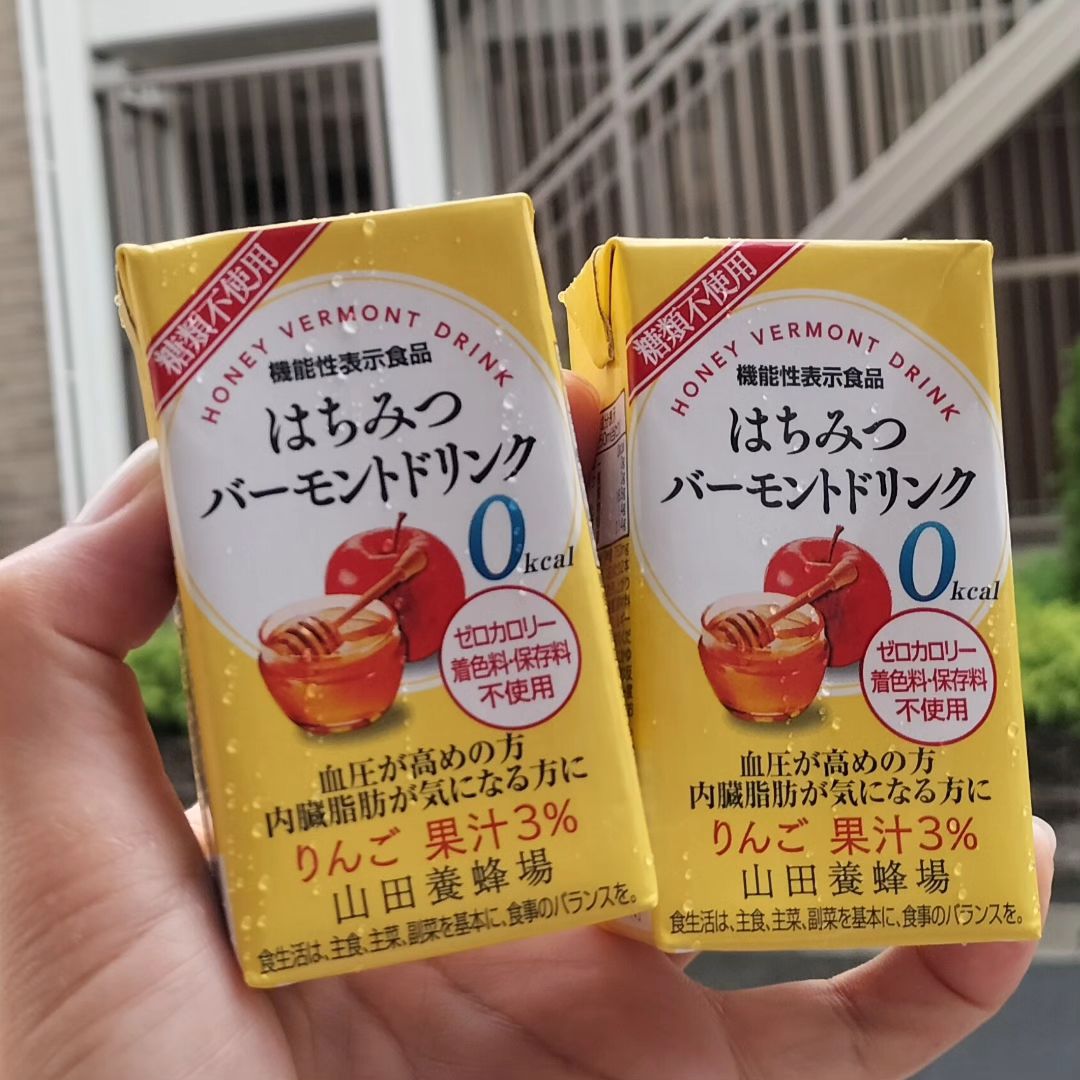 糖類不使用
HONEY VERMONT DRINK
機能性表示食品
はちみつ
バーモントドリンク
0kcal
ゼロカロリー
着色料・保存料
不使用
血圧が高めの方
内臓脂肪が気になる方に
りんご 果汁3%
山田養蜂場
食生活は、主食、主菜、副菜を基本に、食事のバランスを。
糖類不使用
HONEY VERMONT DRINK
機能性表示食品
はちみつ
バーモントドリンク
0kcal
ゼロカロリー
着色料・保存料
不使用
血圧が高めの方
内臓脂肪が気になる方に
りんご 果汁3%
山田養蜂場
食生活は、主食、主菜、副菜を基本に、食事のバランスを。